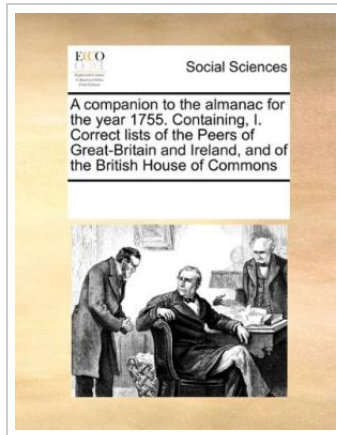 ECCO
Social Sciences
A companion to the almanac for
the year 1755. Containing, I.
Correct lists of the Peers of
Great-Britain and Ireland, and of
the British House of Commons